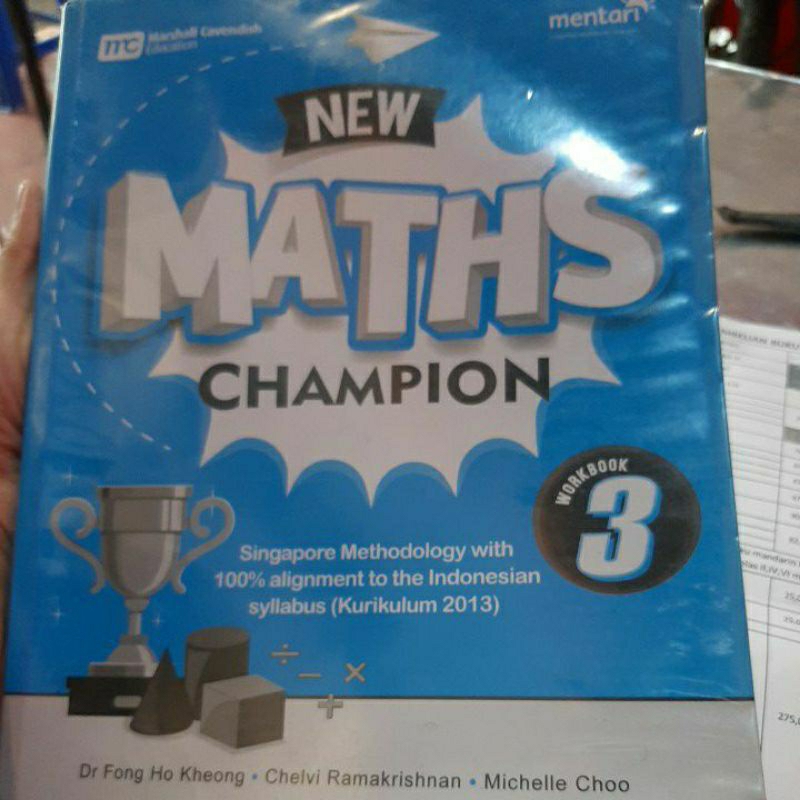 mc Marshall Cavendish
Education
mentari
NEW
MATHS
CHAMPION
WORKBOOK
3
Singapore Methodology with
100% alignment to the Indonesian
syllabus (Kurikulum 2013)
÷
− ×
+
Dr Fong Ho Kheong • Chelvi Ramakrishnan • Michelle Choo